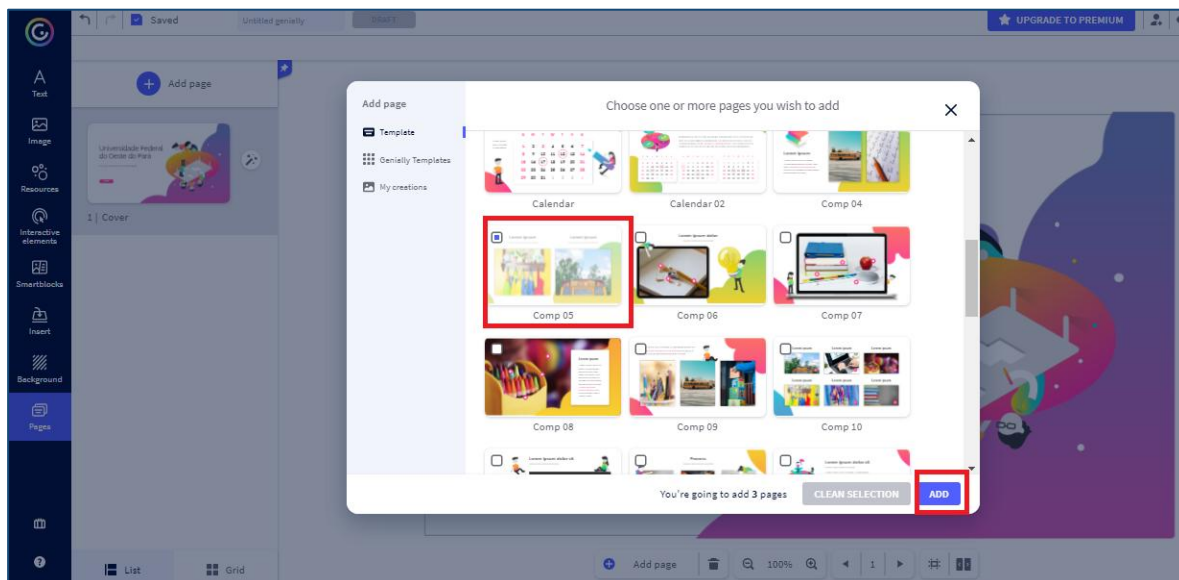 Saved
Untitled genially
DRAFT
UPGRADE TO PREMIUM
Text
Image
Resources
Interactive
elements
Smartblocks
Insert
Background
Pages
Add page
Universidade Federal
do Oeste do Pará
1 | Cover
List
Grid
Add page
Template
Genially Templates
My creations
Choose one or more pages you wish to add
Calendar
Calendar 02
Comp 04
Comp 05
Comp 06
Comp 07
Comp 08
Comp 09
Comp 10
You're going to add 3 pages
CLEAN SELECTION
ADD
Add page
100%
1